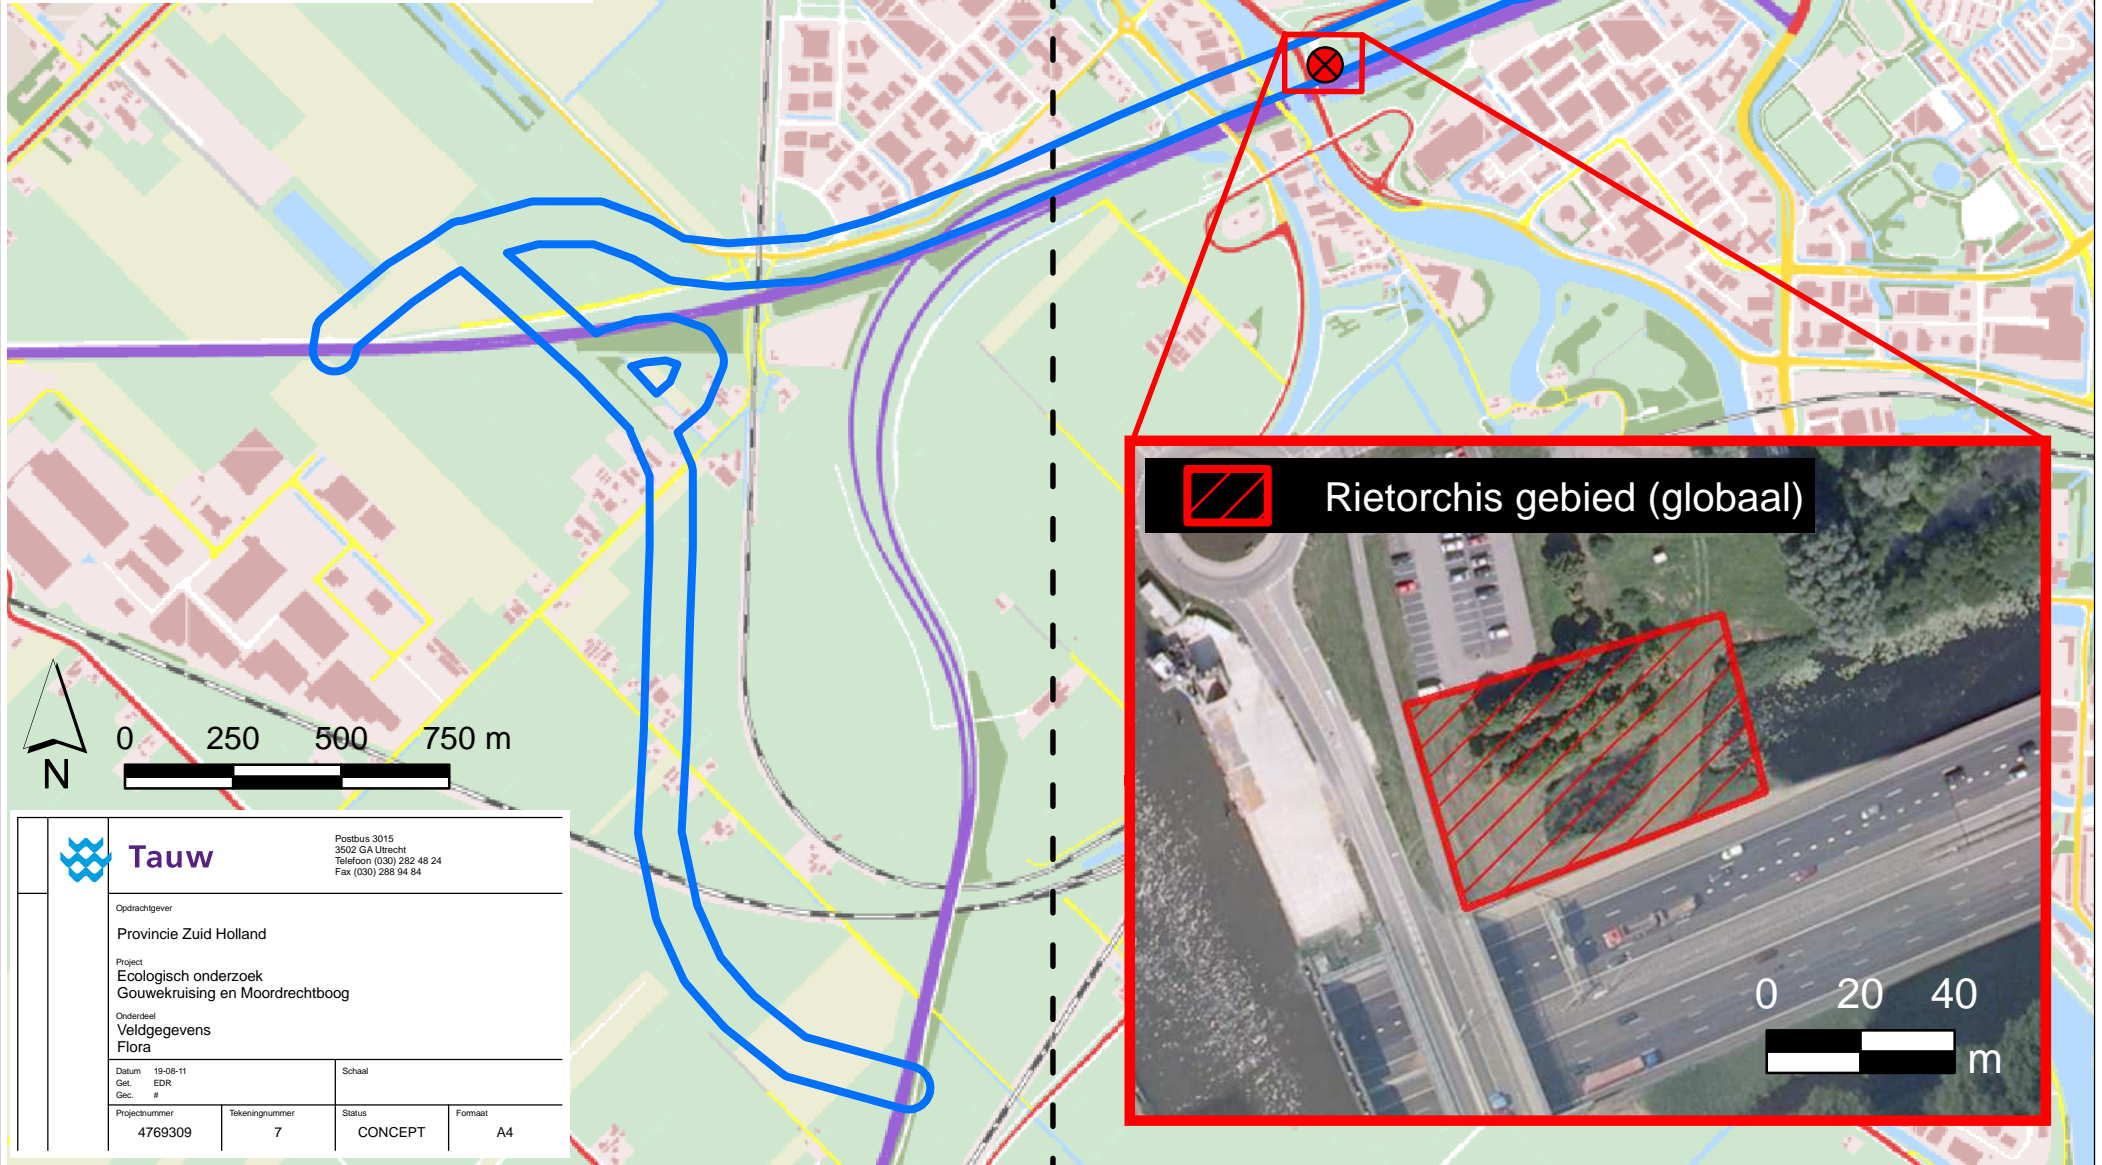 Rietorchis gebied (globaal)
0 250 500 750 m
N
0 20 40
m
Tauw
Postbus 3015
3502 GA Utrecht
Telefoon (030) 282 48 24
Fax (030) 288 94 84
Opdrachtgever
Provincie Zuid Holland
Project
Ecologisch onderzoek
Gouwekruising en Moordrechtboog
Onderdeel
Veldgegevens
Flora
Datum 19-08-11
Get. EDR
Gec. #
Schaal
Projectnummer
4769309
Tekeningnummer
7
Status
CONCEPT
Formaat
A4